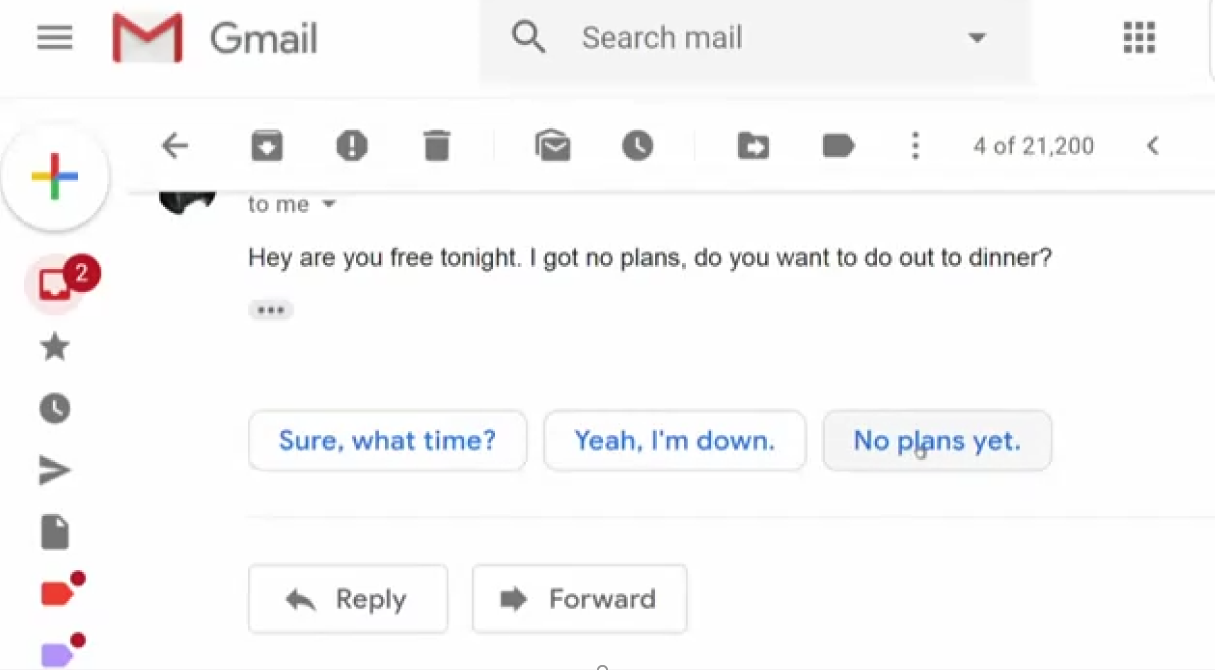 Gmail
Search mail
4 of 21,200
to me
2
Hey are you free tonight. I got no plans, do you want to do out to dinner?
Sure, what time?
Yeah, I'm down.
No plans yet.
Reply
Forward